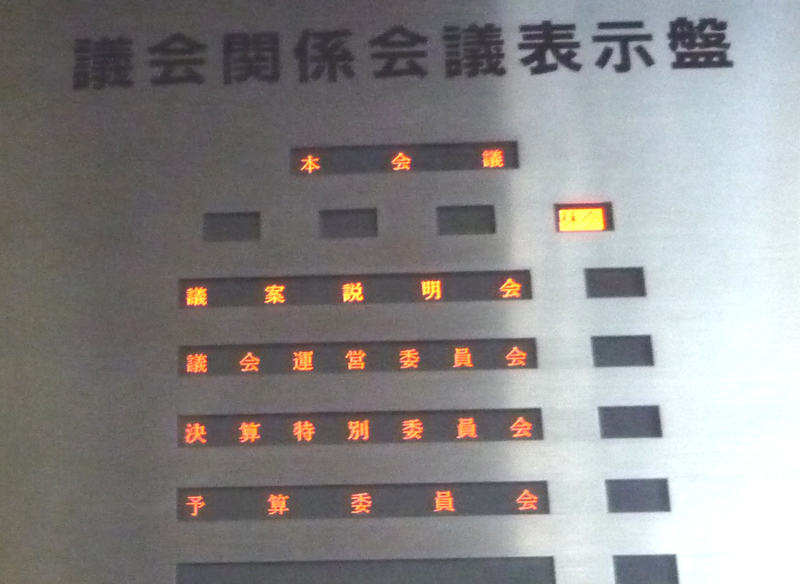 議会関係会議表示盤
本会議
議案説明会
議会運営委員会
決算特別委員会
予算委員会